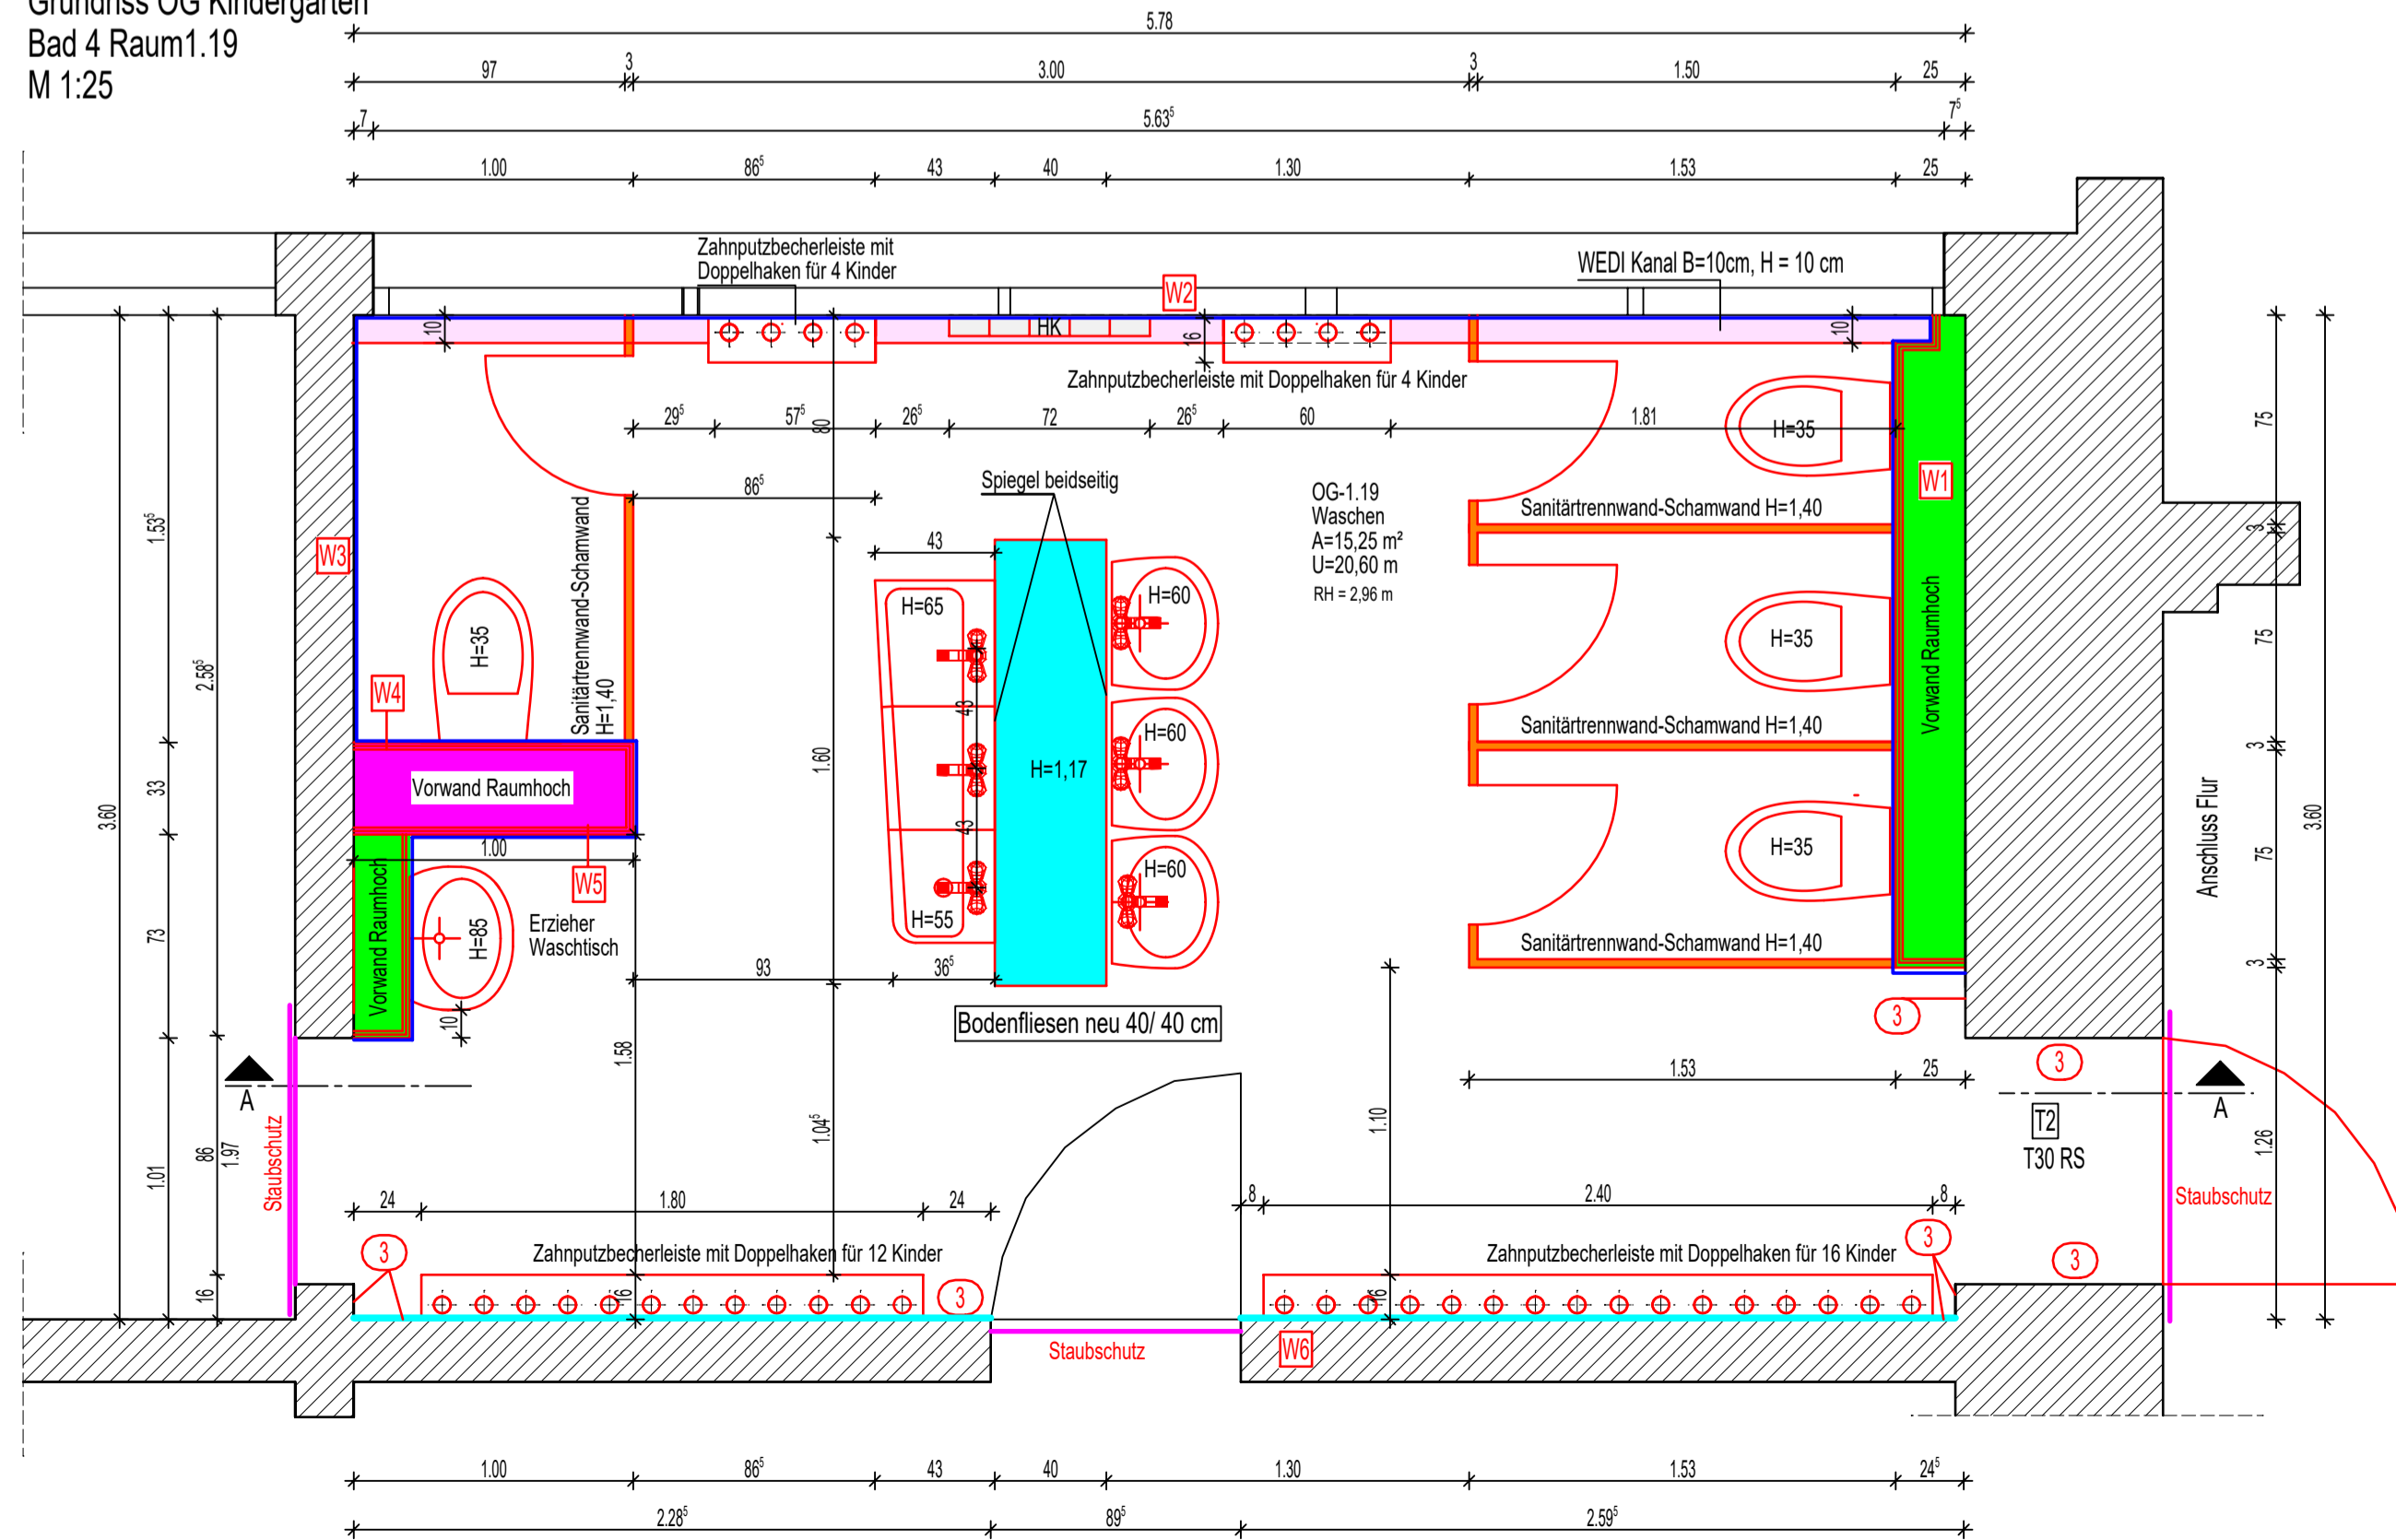 Grundriss OG Kindergarten
Bad 4 Raum1.19
M 1:25
5.78
97 3 3.00 3 1.50 25
7 5.63⁵ 7⁵
1.00 86⁵ 43 40 1.30 1.53 25
Zahnputzbecherleiste mit
Doppelhaken für 4 Kinder
W2
WEDI Kanal B=10cm, H = 10 cm
10
HK
16
10
Zahnputzbecherleiste mit Doppelhaken für 4 Kinder
29⁵ 57⁵ 80 26⁵ 72 26⁵ 60 1.81
H=35
75
86⁵
Spiegel beidseitig
OG-1.19
Waschen
A=15,25 m²
U=20,60 m
RH = 2,96 m
W1
Sanitärtrennwand-Schamwand H=1,40
3
1.53⁵
W3
Sanitärtrennwand-Schamwand
H=1,40
43
H=65
H=60
H=35
H=35
Vorwand Raumhoch
75
2.58⁵
W4
43
1.60
H=60
H=1,17
Sanitärtrennwand-Schamwand H=1,40
3
3.60
33
Vorwand Raumhoch
43
1.00
W5
H=60
H=35
75
Anschluss Flur
3.60
73
Vorwand Raumhoch
H=85
Erzieher
Waschtisch
H=55
Sanitärtrennwand-Schamwand H=1,40
3
93 36⁵
10
Bodenfliesen neu 40/ 40 cm
3
3
1.58
1.53 25
A
A
T2
T30 RS
86
1.97
1.01
Staubschutz
1.04⁵
1.10
1.26
24 1.80 24
8 2.40 8
Staubschutz
3
Zahnputzbecherleiste mit Doppelhaken für 12 Kinder
Zahnputzbecherleiste mit Doppelhaken für 16 Kinder
3
3
16
16
3
16
Staubschutz
W6
1.00 86⁵ 43 40 1.30 1.53 24⁵
2.28⁵ 89⁵ 2.59⁵